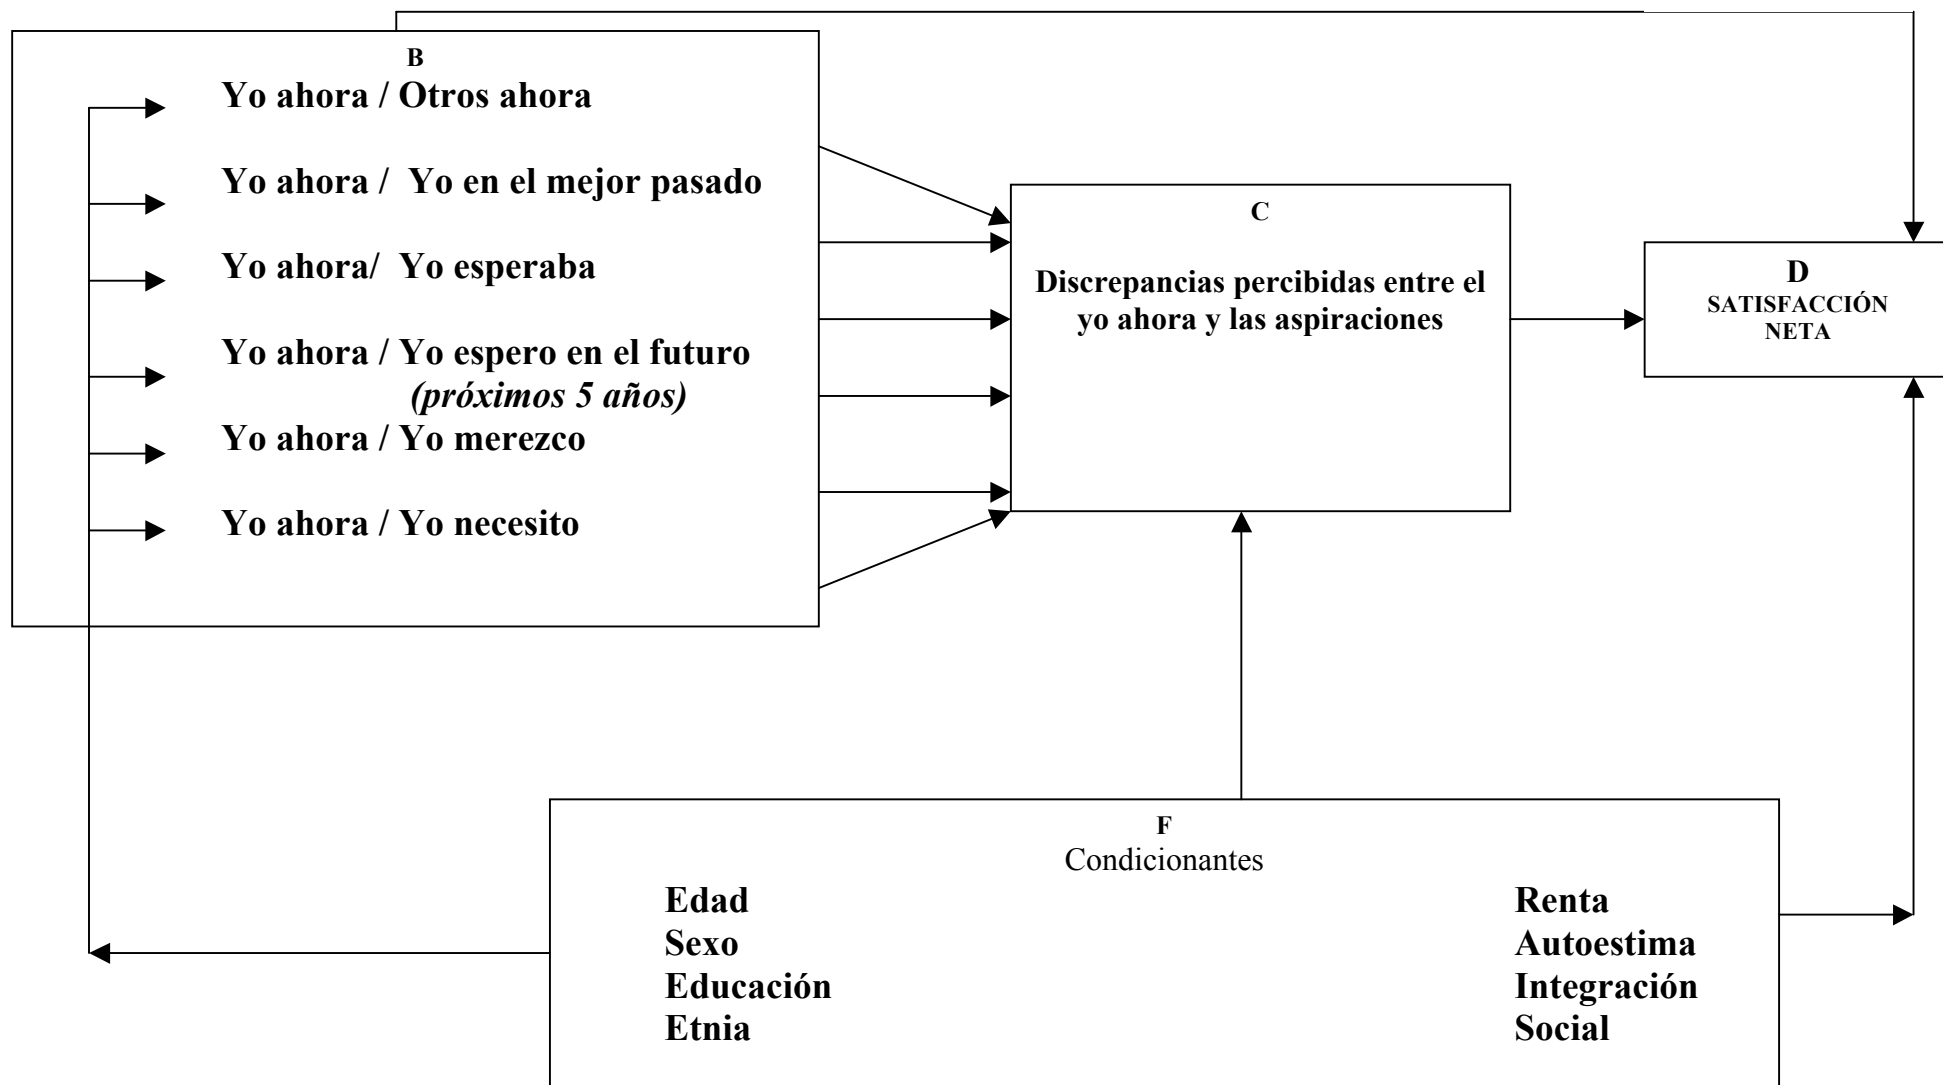 B
Yo ahora / Otros ahora
Yo ahora /  Yo en el mejor pasado
Yo ahora/  Yo esperaba
Yo ahora / Yo espero en el futuro
(próximos 5 años)
Yo ahora / Yo merezco
Yo ahora / Yo necesito
C
Discrepancias percibidas entre el
yo ahora y las aspiraciones
D
SATISFACCIÓN
NETA
F
Condicionantes
Edad
Sexo
Educación
Etnia
Renta
Autoestima
Integración
Social